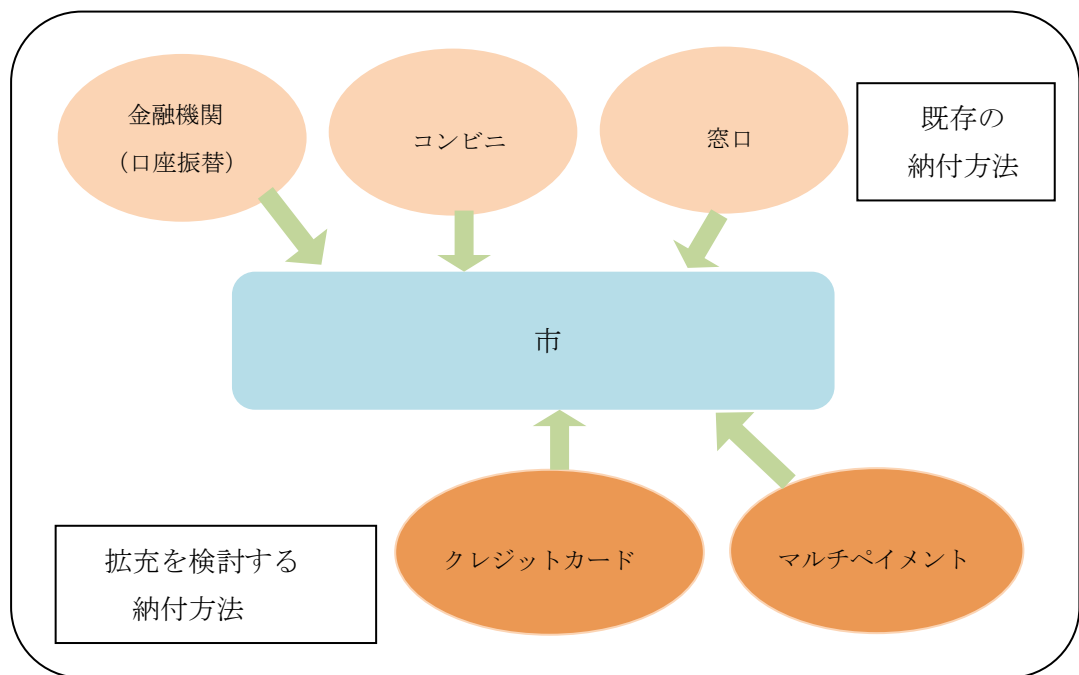 金融機関
（口座振替）
コンビニ
窓口
既存の
納付方法
市
拡充を検討する
納付方法
クレジットカード
マルチペイメント